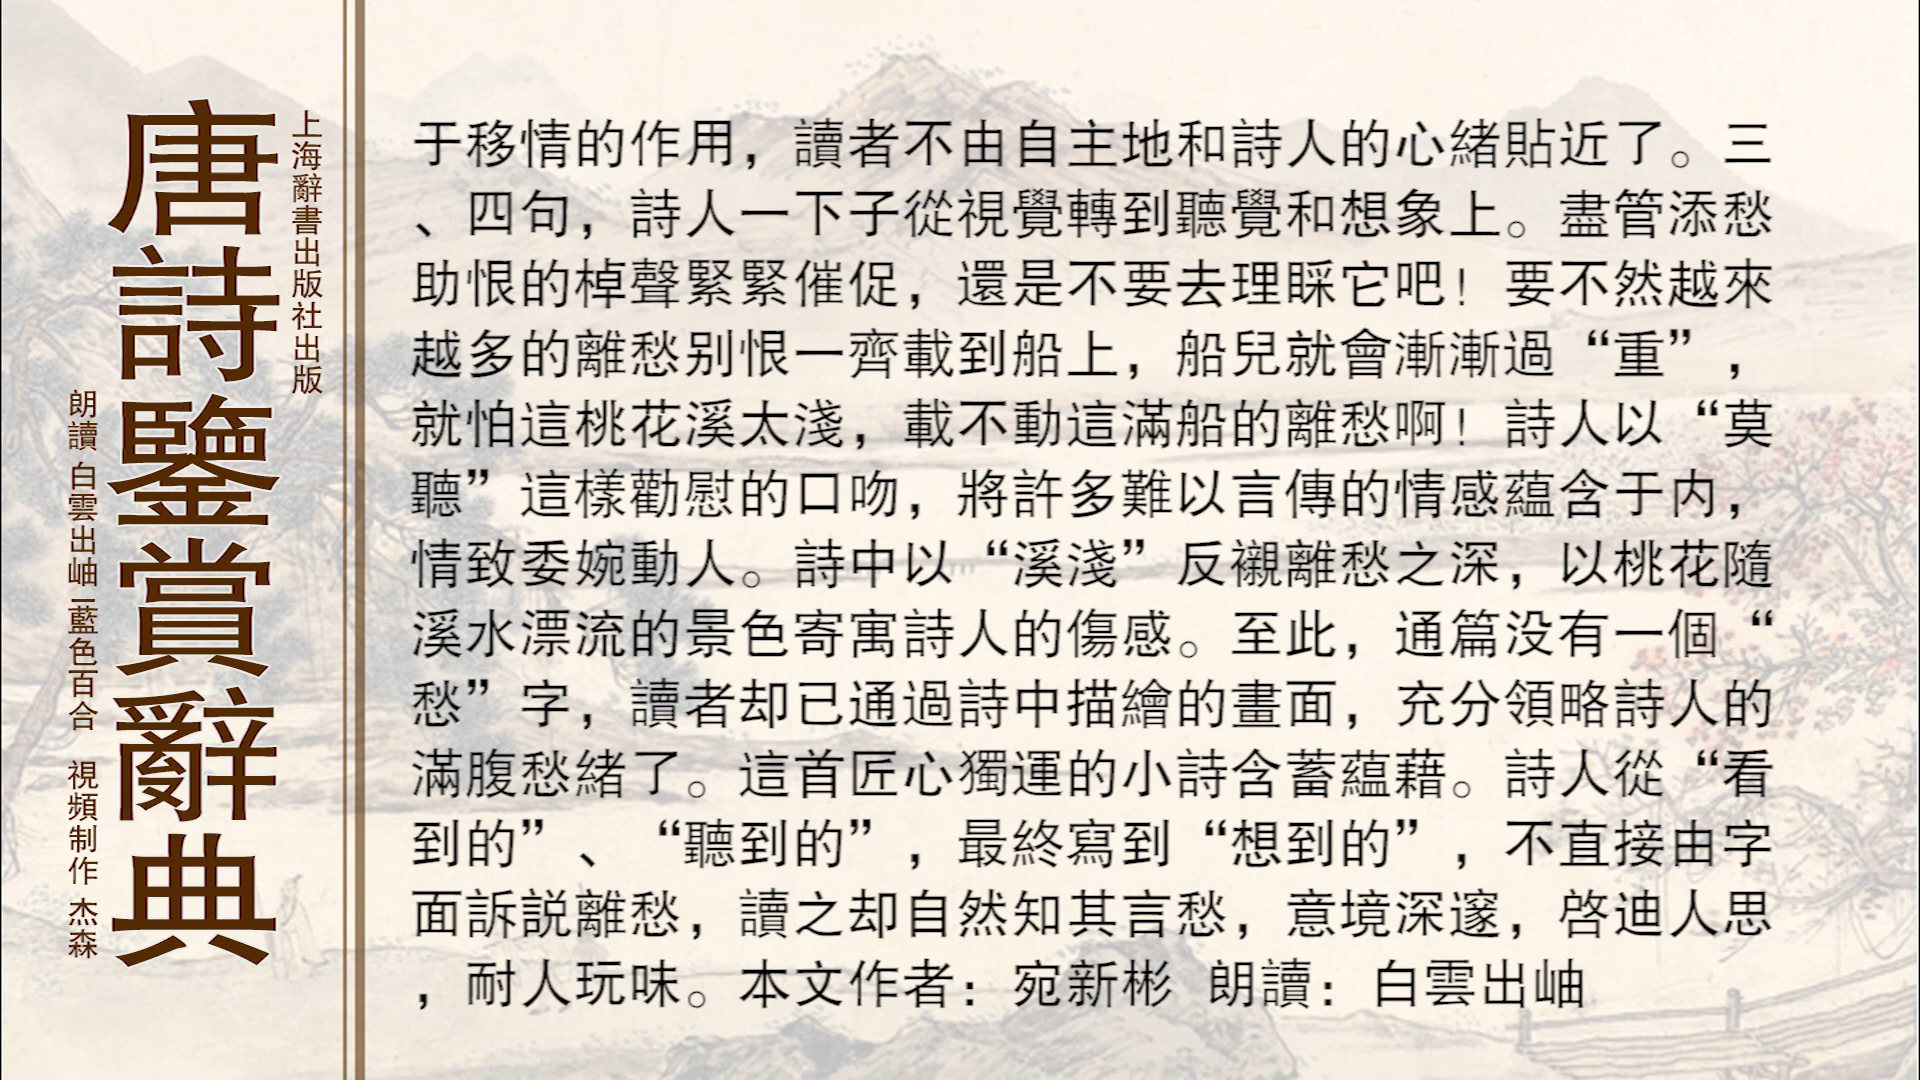 唐詩鑒賞辭典
上海辭書出版社出版
朗讀 白雲出岫-藍色百合 視頻制作 杰森
于移情的作用，讀者不由自主地和詩人的心緒貼近了。三
、四句，詩人一下子從視覺轉到聽覺和想象上。盡管添愁
助恨的棹聲緊緊催促，還是不要去理睬它吧！要不然越來
越多的離愁别恨一齊載到船上，船兒就會漸漸過“重”，
就怕這桃花溪太淺，載不動這滿船的離愁啊！詩人以“莫
聽”這樣勸慰的口吻，將許多難以言傳的情感蘊含于内，
情致委婉動人。詩中以“溪淺”反襯離愁之深，以桃花隨
溪水漂流的景色寄寓詩人的傷感。至此，通篇没有一個“
愁”字，讀者却已通過詩中描繪的畫面，充分領略詩人的
滿腹愁緒了。這首匠心獨運的小詩含蓄蘊藉。詩人從“看
到的”、“聽到的”，最終寫到“想到的”，不直接由字
面訴説離愁，讀之却自然知其言愁，意境深邃，啓迪人思
，耐人玩味。本文作者：宛新彬 朗讀：白雲出岫